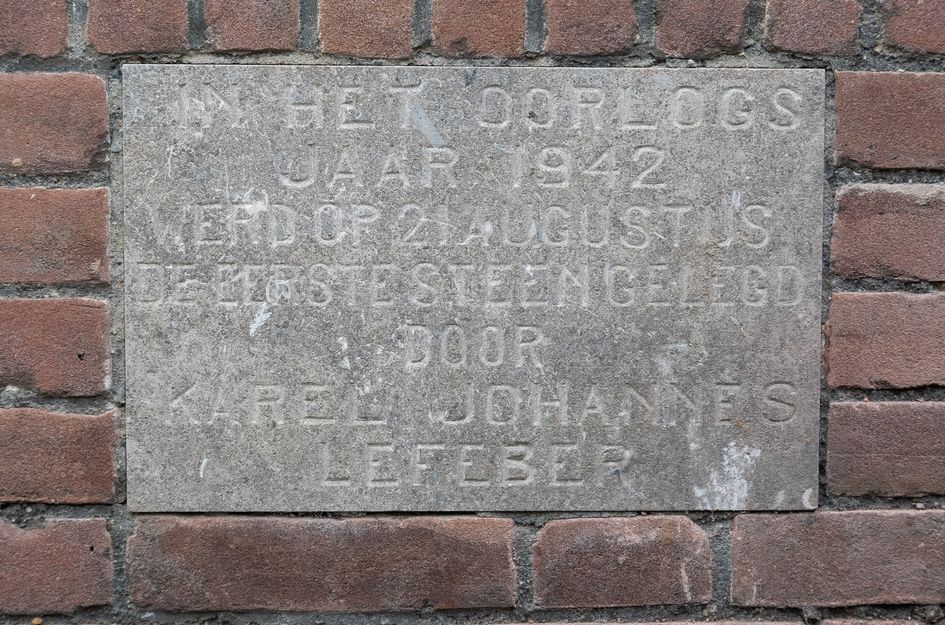 IN HET OORLOGS
JAAR 1942
WERD OP 21 AUGUSTUS
DE EERSTE STEEN GELEGD
DOOR
KAREL JOHANNES
LEFEBER